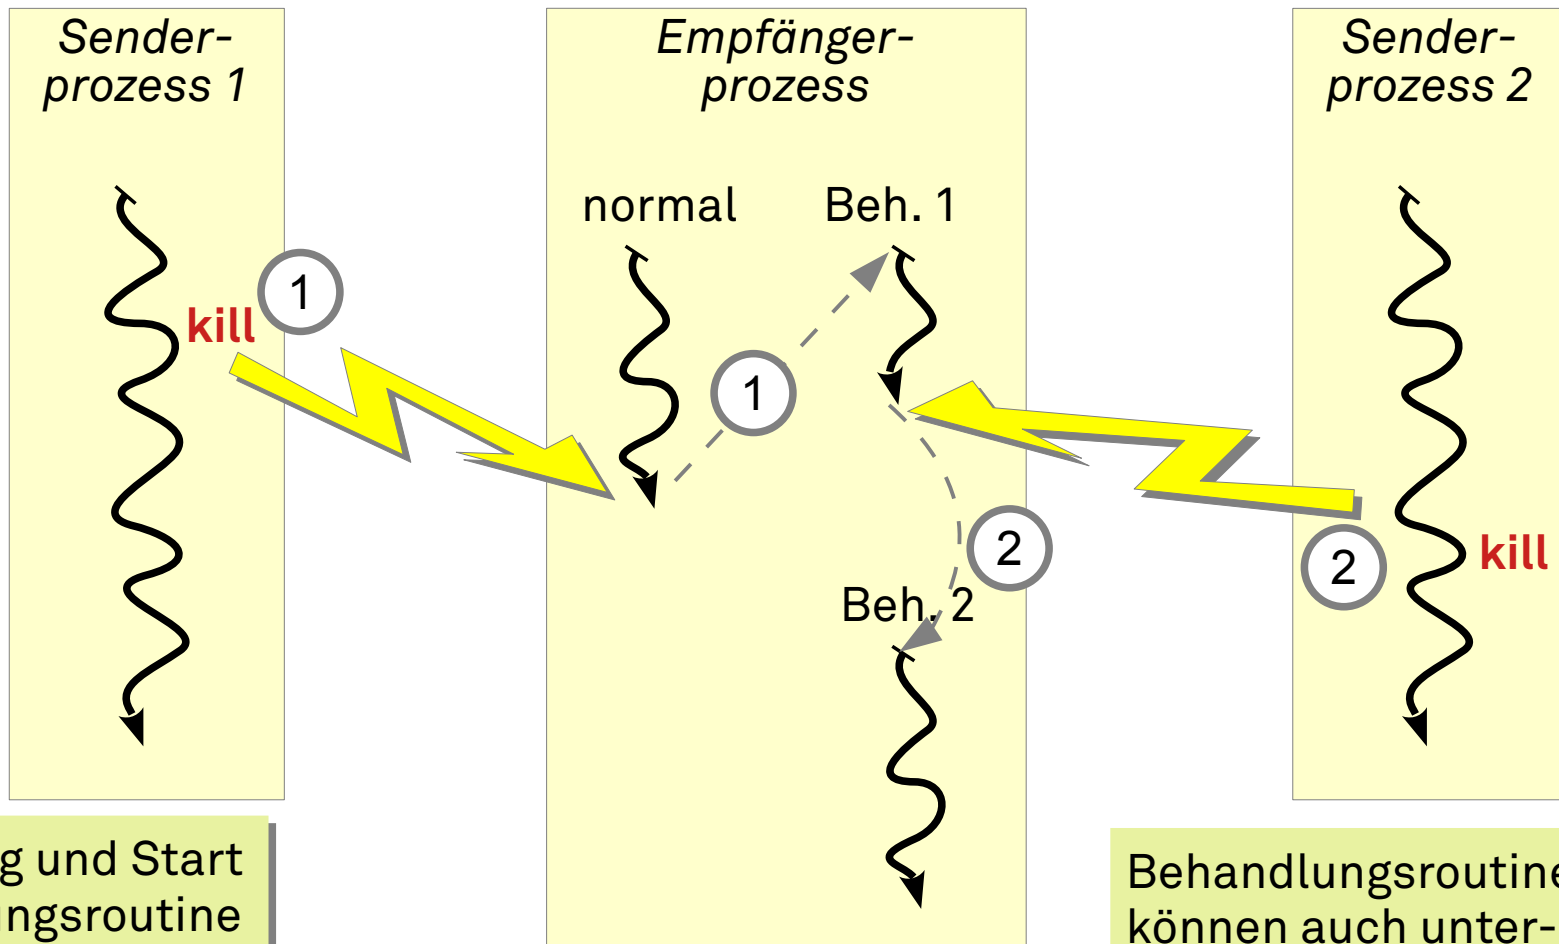 Sender-
prozess 1
Empfänger-
prozess
Sender-
prozess 2
normal
Beh. 1
1
kill
1
2
2
kill
Beh. 2
und Start
Behandlungsroutine
können auch unter-